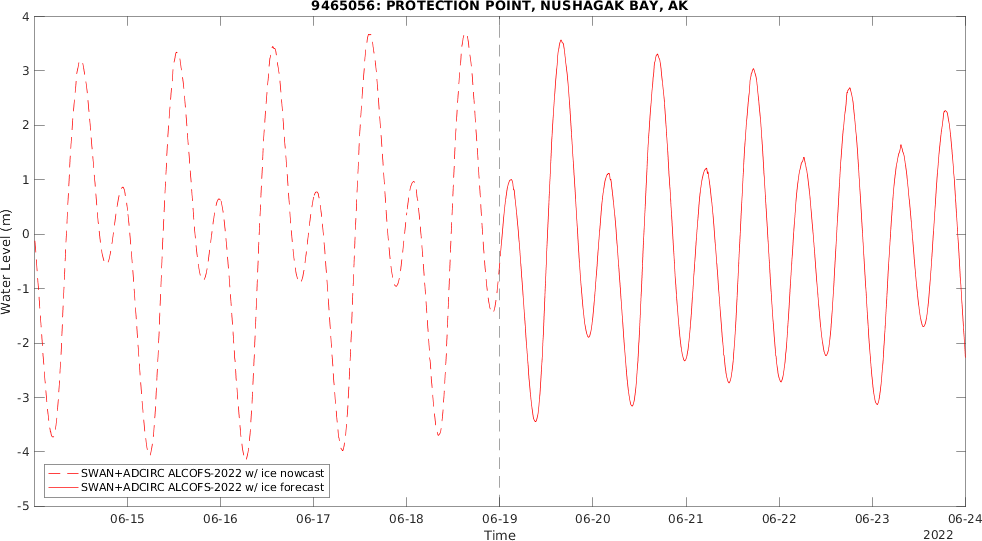 9465056: PROTECTION POINT, NUSHAGAK BAY, AK
4
3
2
1
0
-1
-2
-3
-4
-5
Water Level (m)
SWAN+ADCIRC ALCOFS-2022 w/ ice nowcast
SWAN+ADCIRC ALCOFS-2022 w/ ice forecast
06-15 06-16 06-17 06-18 06-19 06-20 06-21 06-22 06-23 06-24
Time
2022